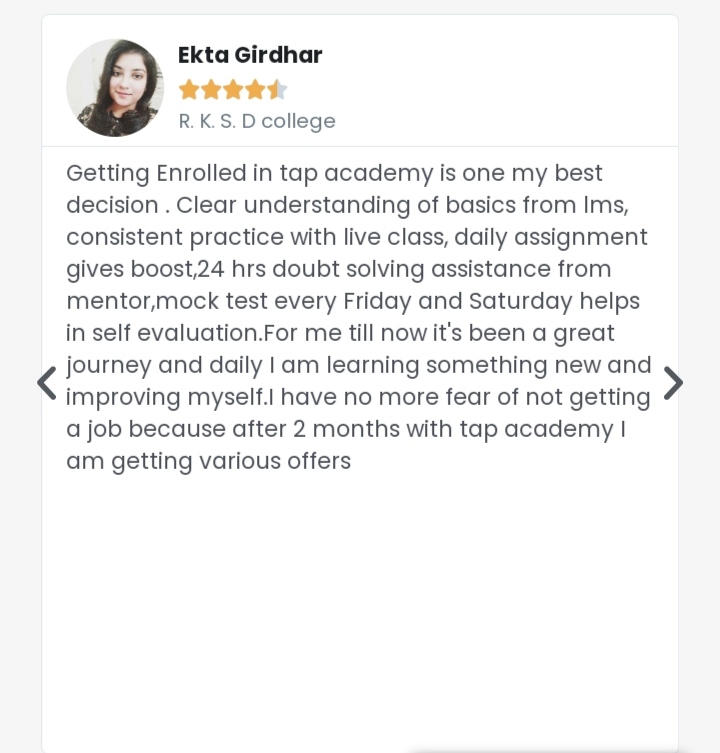 Ekta Girdhar
R. K. S. D college
Getting Enrolled in tap academy is one my best
decision . Clear understanding of basics from lms,
consistent practice with live class, daily assignment
gives boost,24 hrs doubt solving assistance from
mentor,mock test every Friday and Saturday helps
in self evaluation.For me till now it's been a great
journey and daily I am learning something new and
improving myself.I have no more fear of not getting
a job because after 2 months with tap academy I
am getting various offers